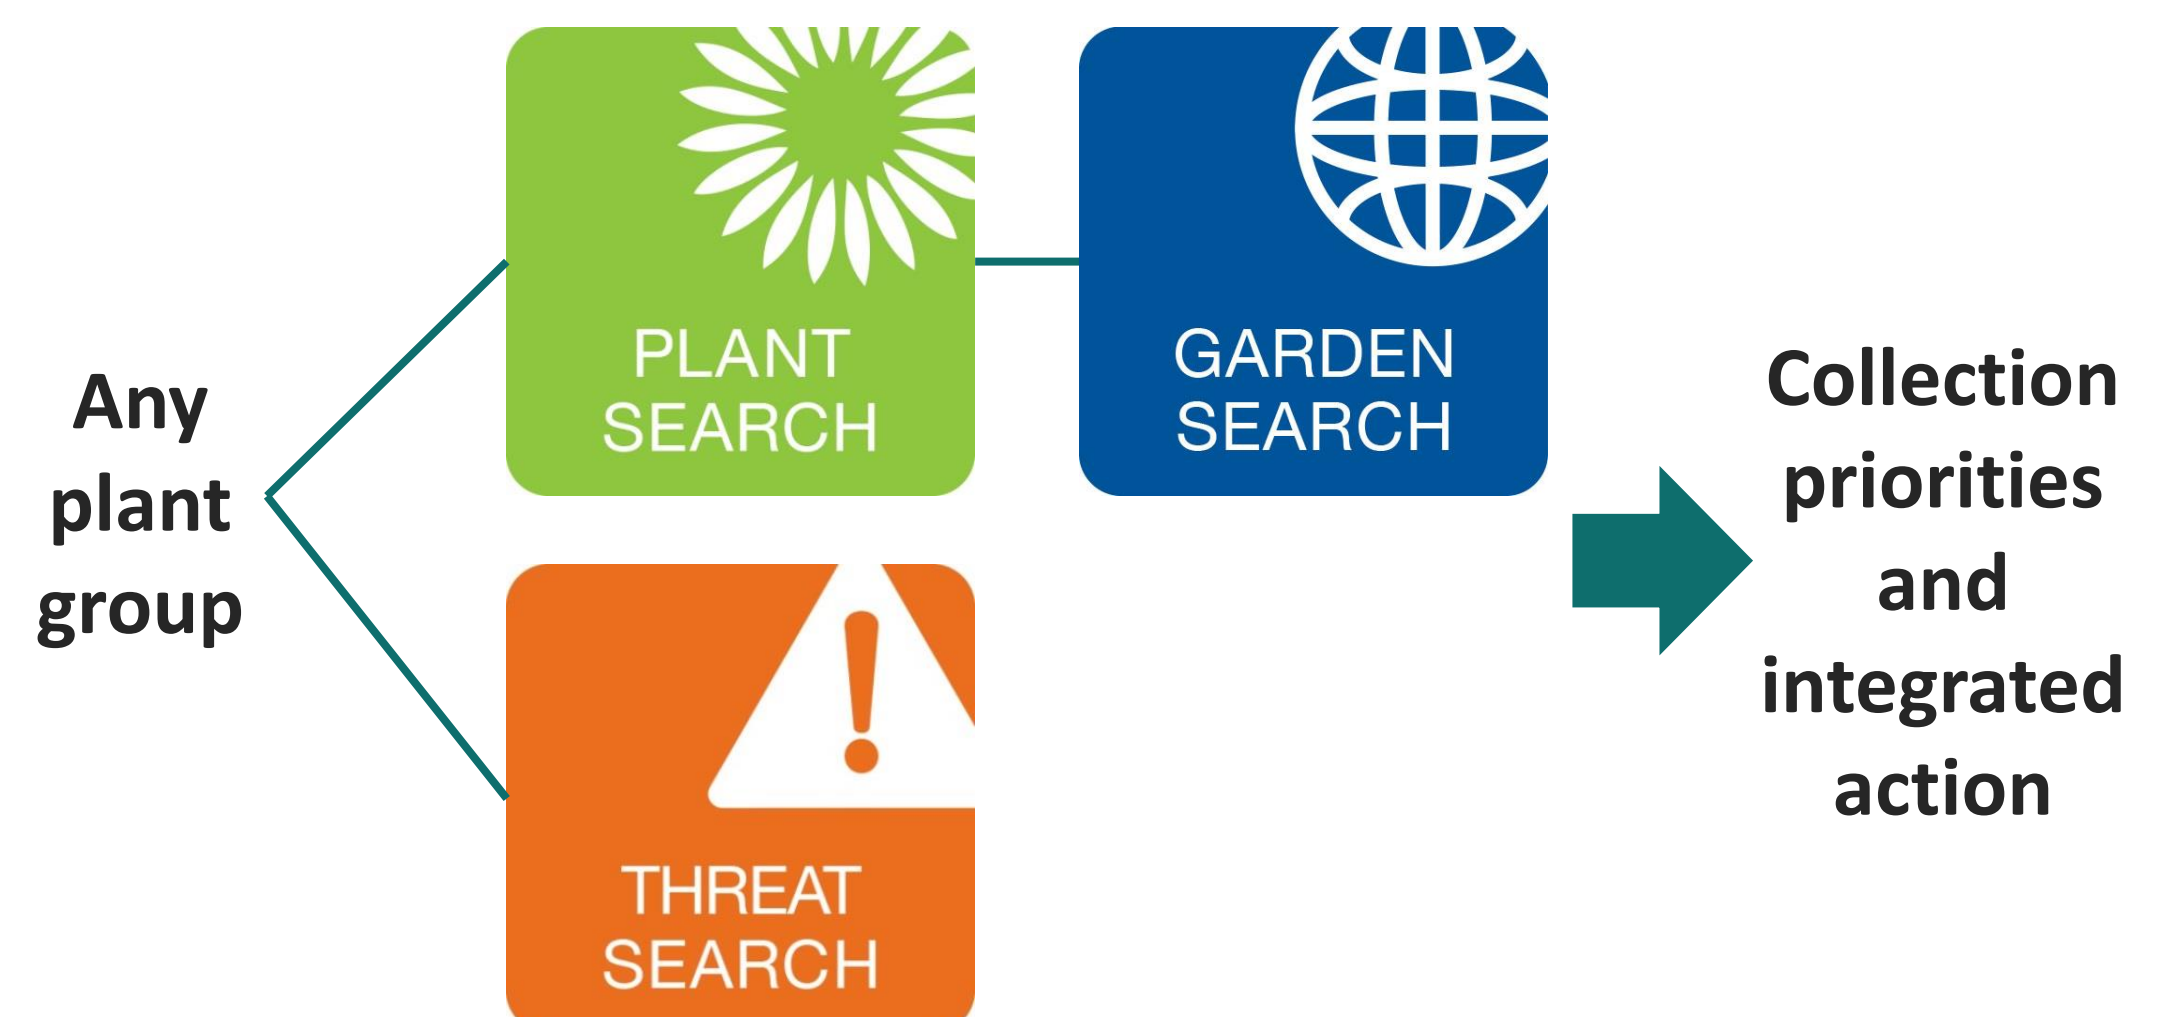 Any
plant
group
PLANT
SEARCH
GARDEN
SEARCH
THREAT
SEARCH
Collection
priorities
and
integrated
action